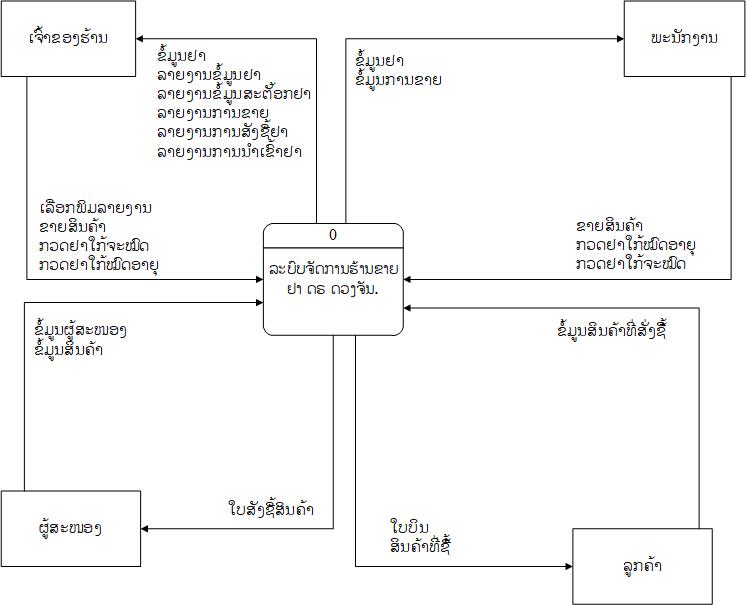 ເຈົ້າຂອງຮ້ານ
ພະນັກງານ
ຂໍ້ມູນຢາ
ລາຍງານຂໍ້ມູນຢາ
ລາຍງານຂໍ້ມູນສະຕ໊ອກຢາ
ລາຍງານການຂາຍ
ລາຍງານການສັ່ງຊື້ຢາ
ລາຍງານການນຳເຂົ້າຢາ
ຂໍ້ມູນຢາ
ຂໍ້ມູນການຂາຍ
ເລືອກພິມລາຍງານ
ຂາຍສິນຄ້າ
ກວດຢາໃກ້ຈະໝົດ
ກວດຢາໃກ້ໝົດອາຍຸ
0
ລະບົບຈັດການຮ້ານຂາຍ
ຢາ ດຣ ດວງຈັນ.
ຂາຍສິນຄ້າ
ກວດຢາໃກ້ໝົດອາຍຸ
ກວດຢາໃກ້ຈະໝົດ
ຂໍ້ມູນຜູ້ສະໜອງ
ຂໍ້ມູນສິນຄ້າ
ຂໍ້ມູນສິນຄ້າທີ່ສັ່ງຊື້
ໃບສັ່ງຊື້ສິນຄ້າ
ໃບບິນ
ສິນຄ້າທີ່ຊື້
ຜູ້ສະໜອງ
ລູກຄ້າ